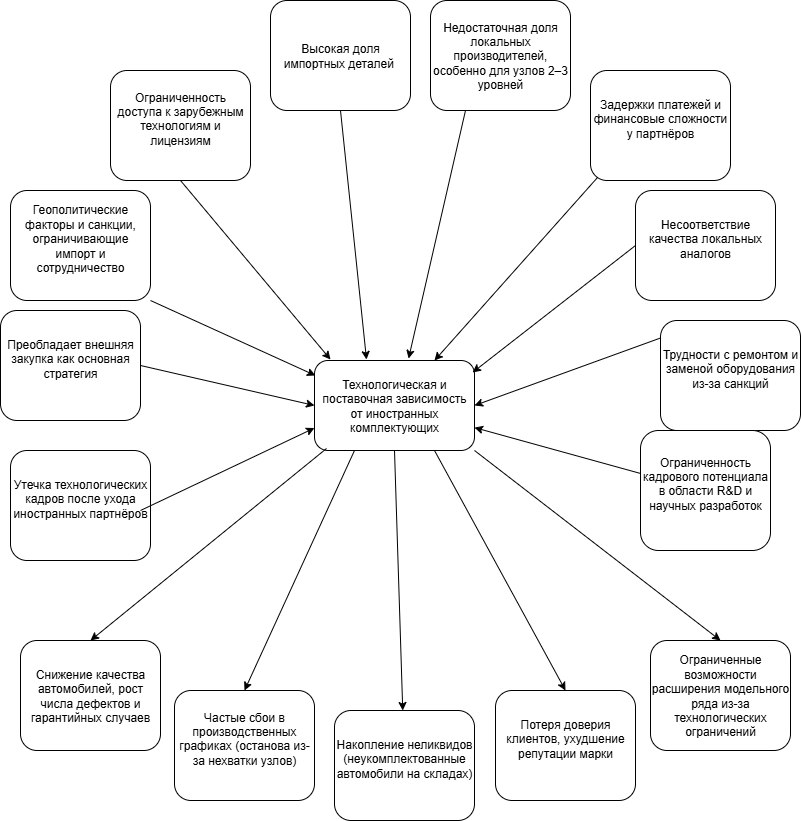 Высокая доля
импортных деталей
Недостаточная доля
локальных
производителей,
особенно для узлов 2–3
уровней
Ограниченность
доступа к зарубежным
технологиям и
лицензиям
Задержки платежей и
финансовые сложности
у партнёров
Геополитические
факторы и санкции,
ограничивающие
импорт и
сотрудничество
Несоответствие
качества локальных
аналогов
Преобладает внешняя
закупка как основная
стратегия
Технологическая и
поставочная зависимость
от иностранных
комплектующих
Трудности с ремонтом и
заменой оборудования
из-за санкций
Утечка технологических
кадров после ухода
иностранных партнёров
Ограниченность
кадрового потенциала
в области R&D и
научных разработок
Снижение качества
автомобилей, рост
числа дефектов и
гарантийных случаев
Частые сбои в
производственных
графиках (останова из-
за нехватки узлов)
Накопление неликвидов
(неукомплектованные
автомобили на складах)
Потеря доверия
клиентов, ухудшение
репутации марки
Ограниченные
возможности
расширения модельного
ряда из-за
технологических
ограничений